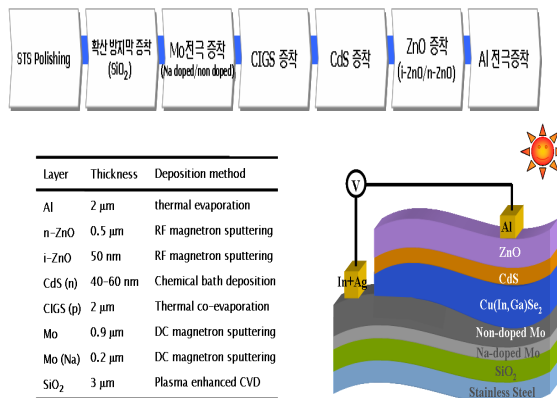 STS Polishing
확산 방지막 증착
(SiO2)
Mo전극 증착
(Na doped/non doped)
CIGS 증착
CdS 증착
ZnO 증착
(i-ZnO/n-ZnO)
Al 전극증착
Layer Thickness Deposition method
Al 2 μm thermal evaporation
n-ZnO 0.5 μm RF magnetron sputtering
i-ZnO 50 nm RF magnetron sputtering
CdS (n) 40-60 nm Chemical bath deposition
CIGS (p) 2 μm Thermal co-evaporation
Mo 0.9 μm DC magnetron sputtering
Mo (Na) 0.2 μm DC magnetron sputtering
SiO2 3 μm Plasma enhanced CVD
V
Al
ZnO
In+Ag
CdS
Cu(In,Ga)Se2
Non-doped Mo
Na-doped Mo
SiO2
Stainless Steel